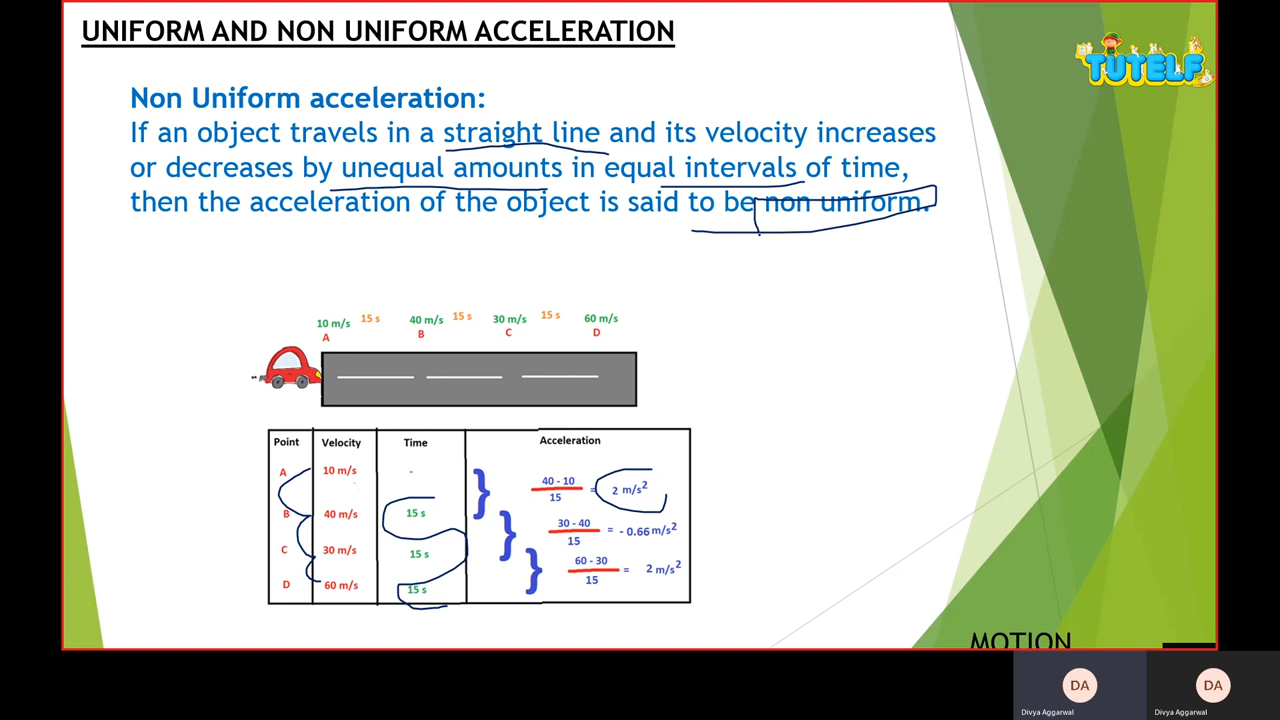 UNIFORM AND NON UNIFORM ACCELERATION
TUTELF
Non Uniform acceleration:
If an object travels in a straight line and its velocity increases
or decreases by unequal amounts in equal intervals of time,
then the acceleration of the object is said to be non uniform.
10 m/s 15 s 40 m/s 15 s 30 m/s 15 s 60 m/s
A B C D
Point Velocity Time Acceleration
A 10 m/s -
40 - 10 / 15 = 2 m/s²
B 40 m/s 15 s
30 - 40 / 15 = - 0.66 m/s²
C 30 m/s 15 s
60 - 30 / 15 = 2 m/s²
D 60 m/s 15 s
MOTION
DA DA
Divya Aggarwal Divya Aggarwal